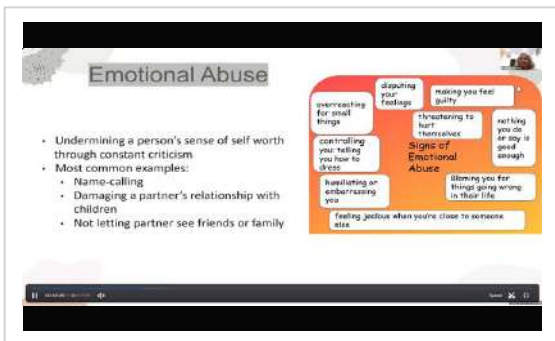 Emotional Abuse
• Undermining a person's sense of self worth
through constant criticism
• Most common examples:
• Name-calling
• Damaging a partner's relationship with
children
• Not letting partner see friends or family
disputing
your
feelings
making you feel
guilty
overreacting
for small
things
threatening to
hurt
themselves
nothing
you do
or say is
good
enough
controlling
you: telling
you how to
dress
Signs of
Emotional
Abuse
humiliating or
embarrassing
you
Blaming you for
things going wrong
in their life
feeling jealous when you're close to someone
else
Speed